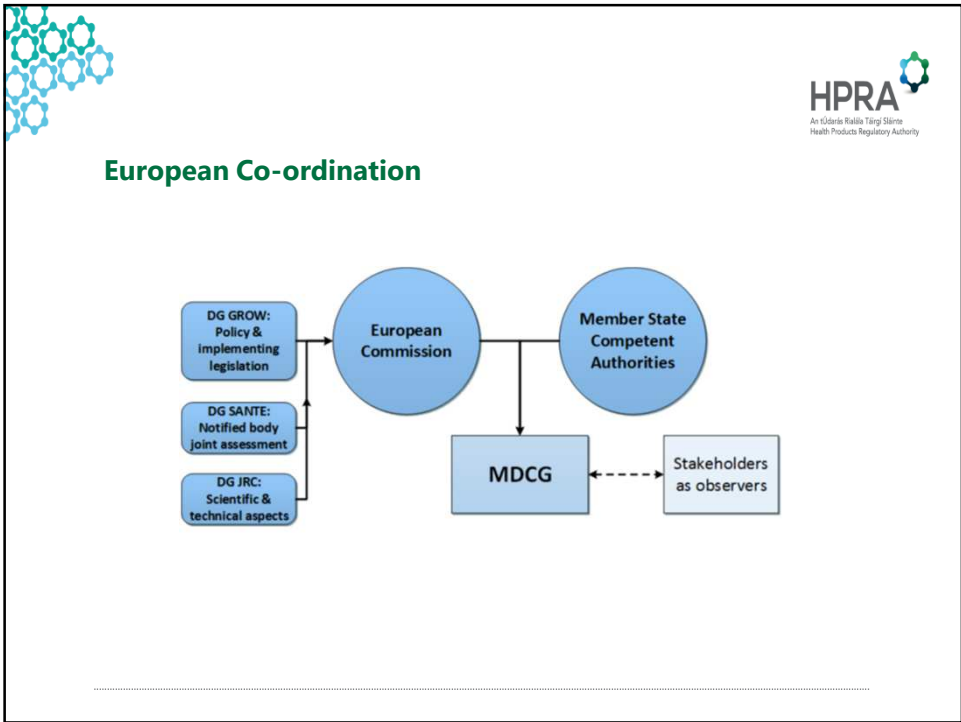 HPRA
An tÚdarás Rialála Táirgí Sláinte
Health Products Regulatory Authority
European Co-ordination
DG GROW:
Policy &
implementing
legislation
DG SANTE:
Notified body
joint assessment
DG JRC:
Scientific &
technical aspects
European
Commission
Member State
Competent
Authorities
MDCG
Stakeholders
as observers